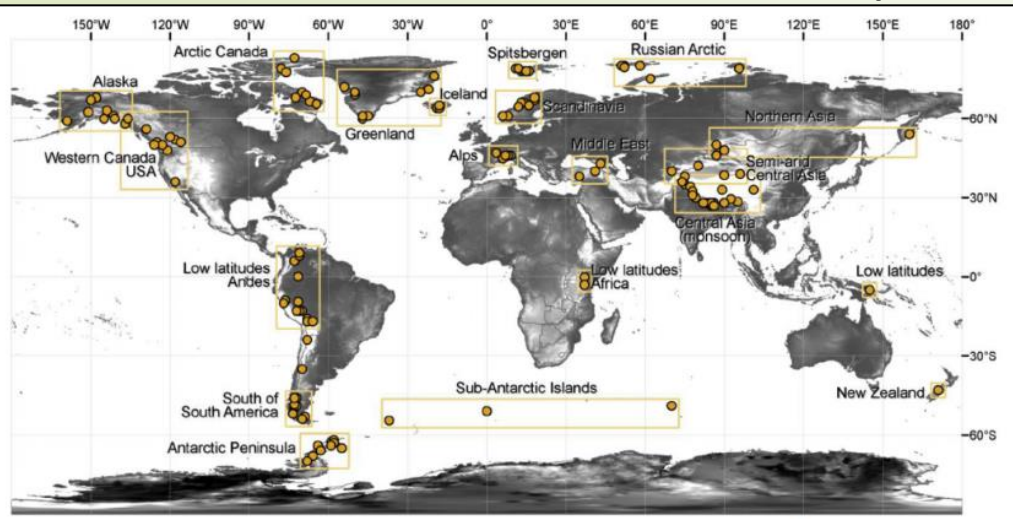 150°W 120°W 90°W 60°W 30°W 0° 30°E 60°E 90°E 120°E 150°E 180°
Arctic Canada
Spitsbergen
Russian Arctic
Alaska
Iceland
Scandinavia
Northern Asia
60°N
Greenland
Western Canada
USA
Alps
Middle East
Semi-arid
Central Asia
30°N
Central Asia
(monsoon)
Low latitudes
Andes
Low latitudes
Africa
Low latitudes
0°
30°S
South of
South America
Sub-Antarctic Islands
New Zealand
Antarctic Peninsula
60°S